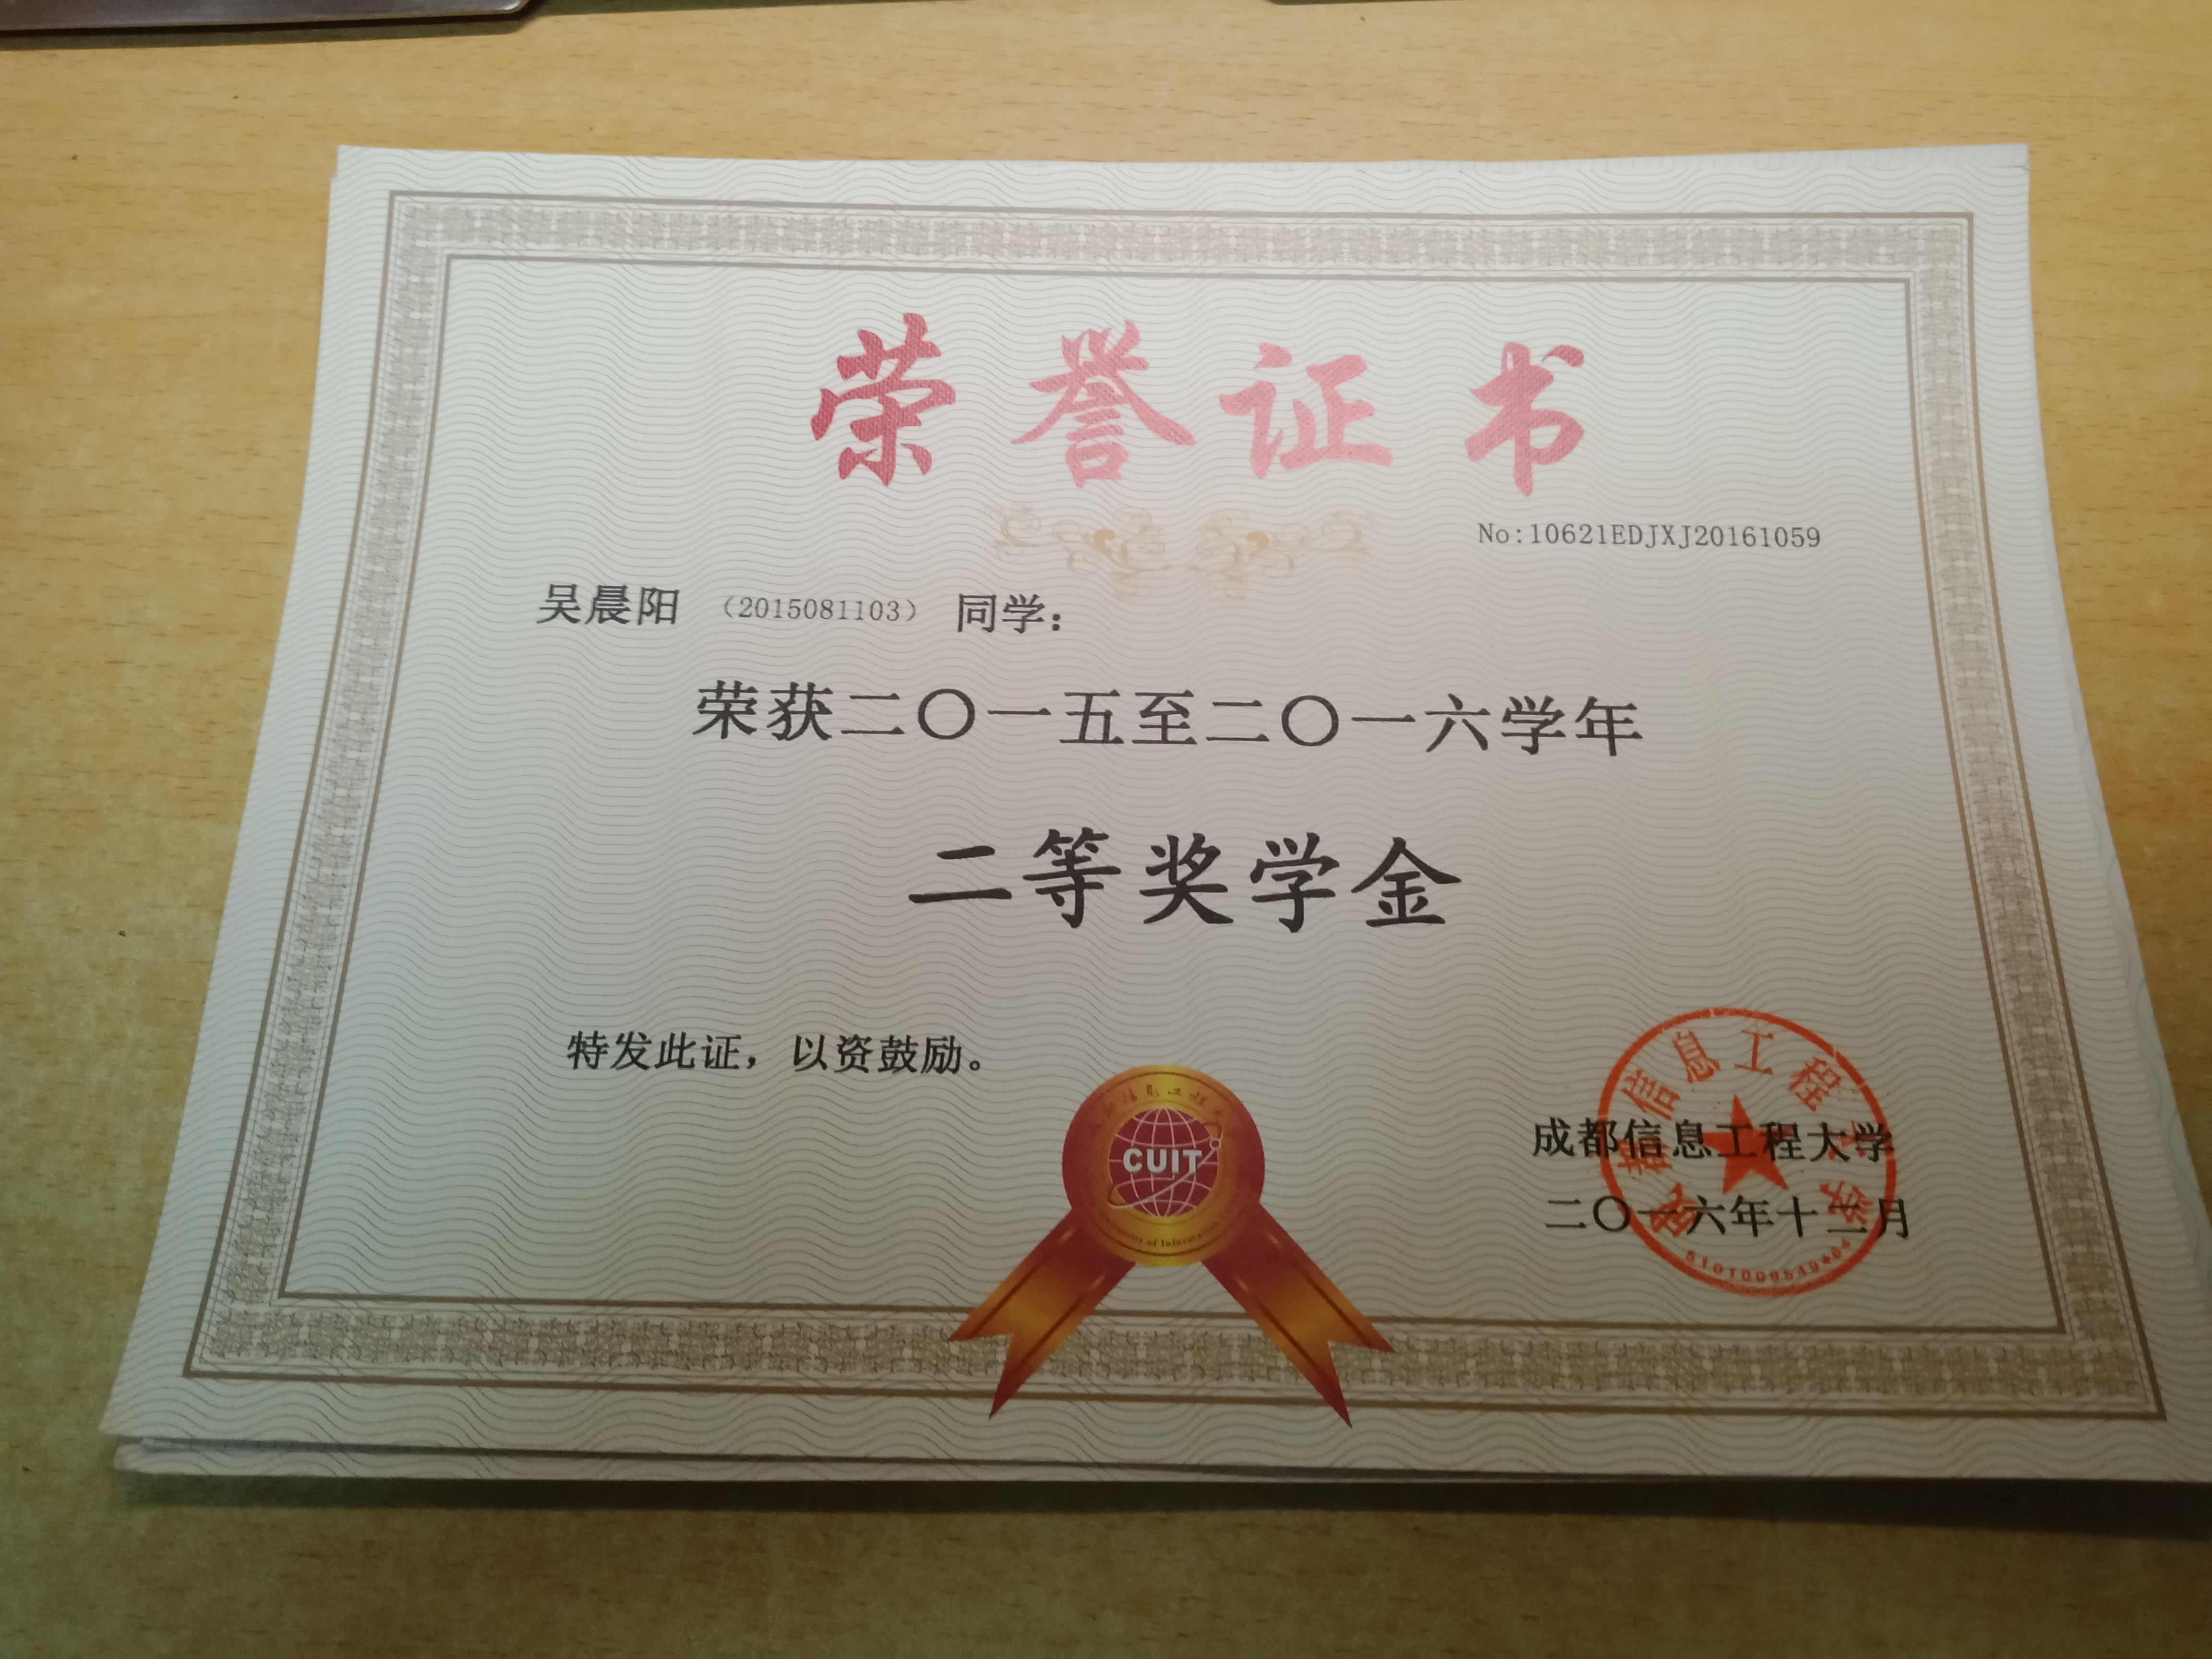 荣誉证书
No:10621EDJXJ20161059
吴晨阳 （2015081103） 同学：
荣获二〇一五至二〇一六学年
二等奖学金
特发此证，以资鼓励。
CUIT
成都信息工程大学
二〇一六年十二月
成都信息工程大学